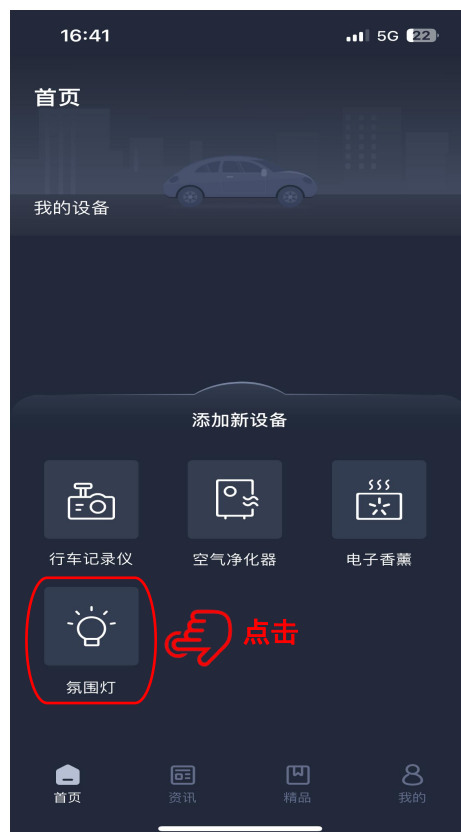 16:41
5G 22
首页
我的设备
添加新设备
行车记录仪
空气净化器
电子香薰
点击
氛围灯
首页
资讯
精品
我的